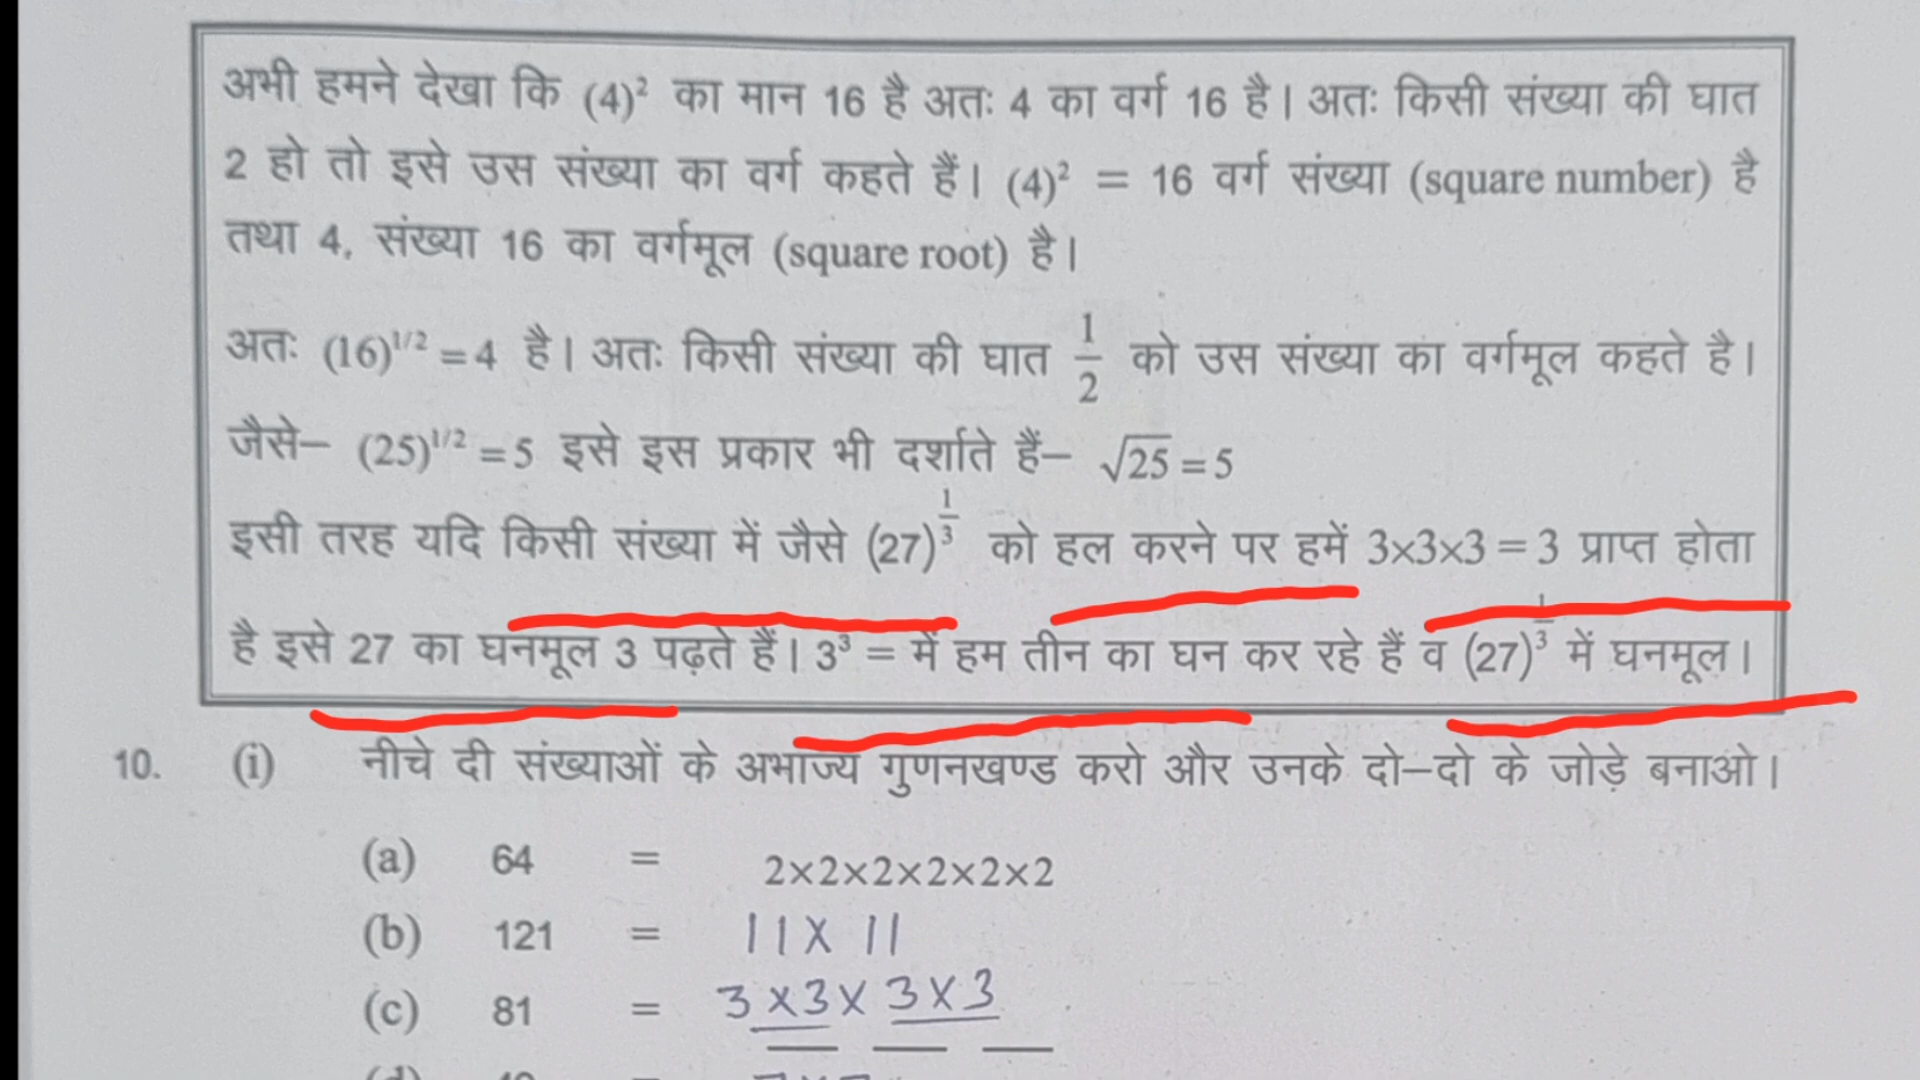 अभी हमने देखा कि (4)² का मान 16 है अतः 4 का वर्ग 16 है। अतः किसी संख्या की घात
2 हो तो इसे उस संख्या का वर्ग कहते हैं। (4)² = 16 वर्ग संख्या (square number) है
तथा 4, संख्या 16 का वर्गमूल (square root) है।
अतः (16)^1/2 = 4 है। अतः किसी संख्या की घात 1/2 को उस संख्या का वर्गमूल कहते है।
जैसे– (25)^1/2 = 5 इसे इस प्रकार भी दर्शाते हैं– √25 = 5
इसी तरह यदि किसी संख्या में जैसे (27)^1/3 को हल करने पर हमें 3×3×3 = 3 प्राप्त होता
है इसे 27 का घनमूल 3 पढ़ते हैं। 3³ = में हम तीन का घन कर रहे हैं व (27)^1/3 में घनमूल।
10. (i) नीचे दी संख्याओं के अभाज्य गुणनखण्ड करो और उनके दो–दो के जोड़े बनाओ।
(a) 64 = 2×2×2×2×2×2
(b) 121 = 11 X 11
(c) 81 = 3 × 3 × 3 × 3